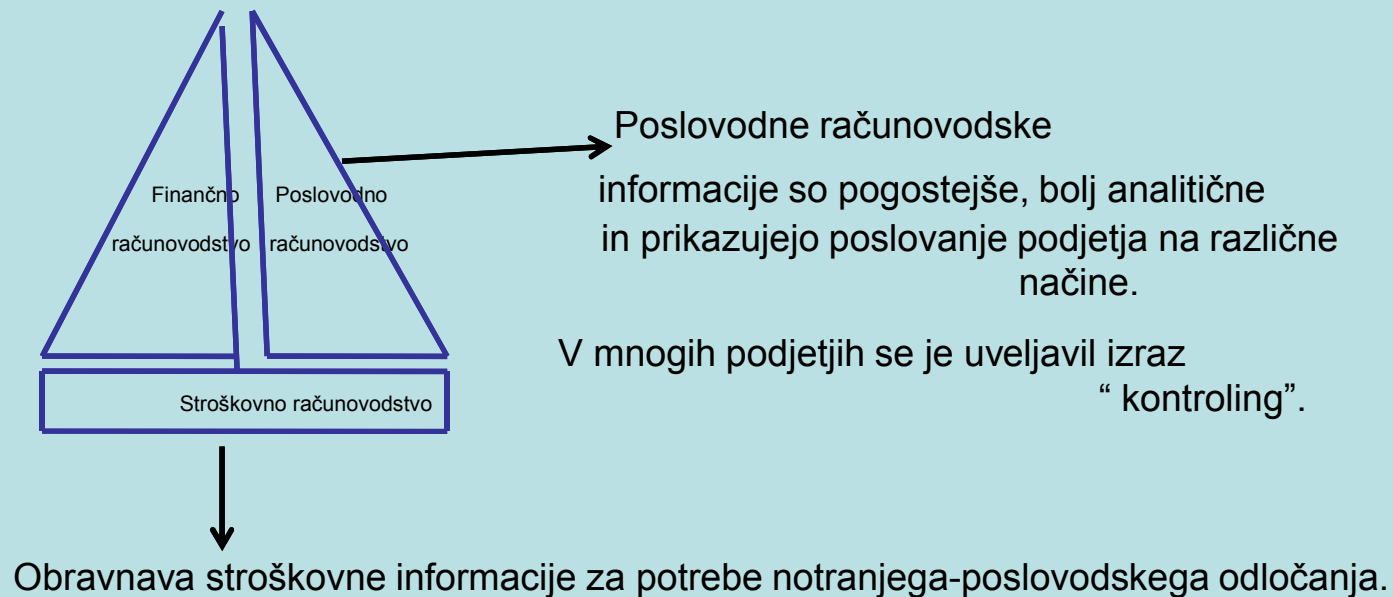 Poslovodne računovodske
informacije so pogostejše, bolj analitične
in prikazujejo poslovanje podjetja na različne
načine.
Finančno
računovodstvo
Poslovodno
računovodstvo
V mnogih podjetjih se je uveljavil izraz
“ kontroling”.
Stroškovno računovodstvo
Obravnava stroškovne informacije za potrebe notranjega-poslovodskega odločanja.